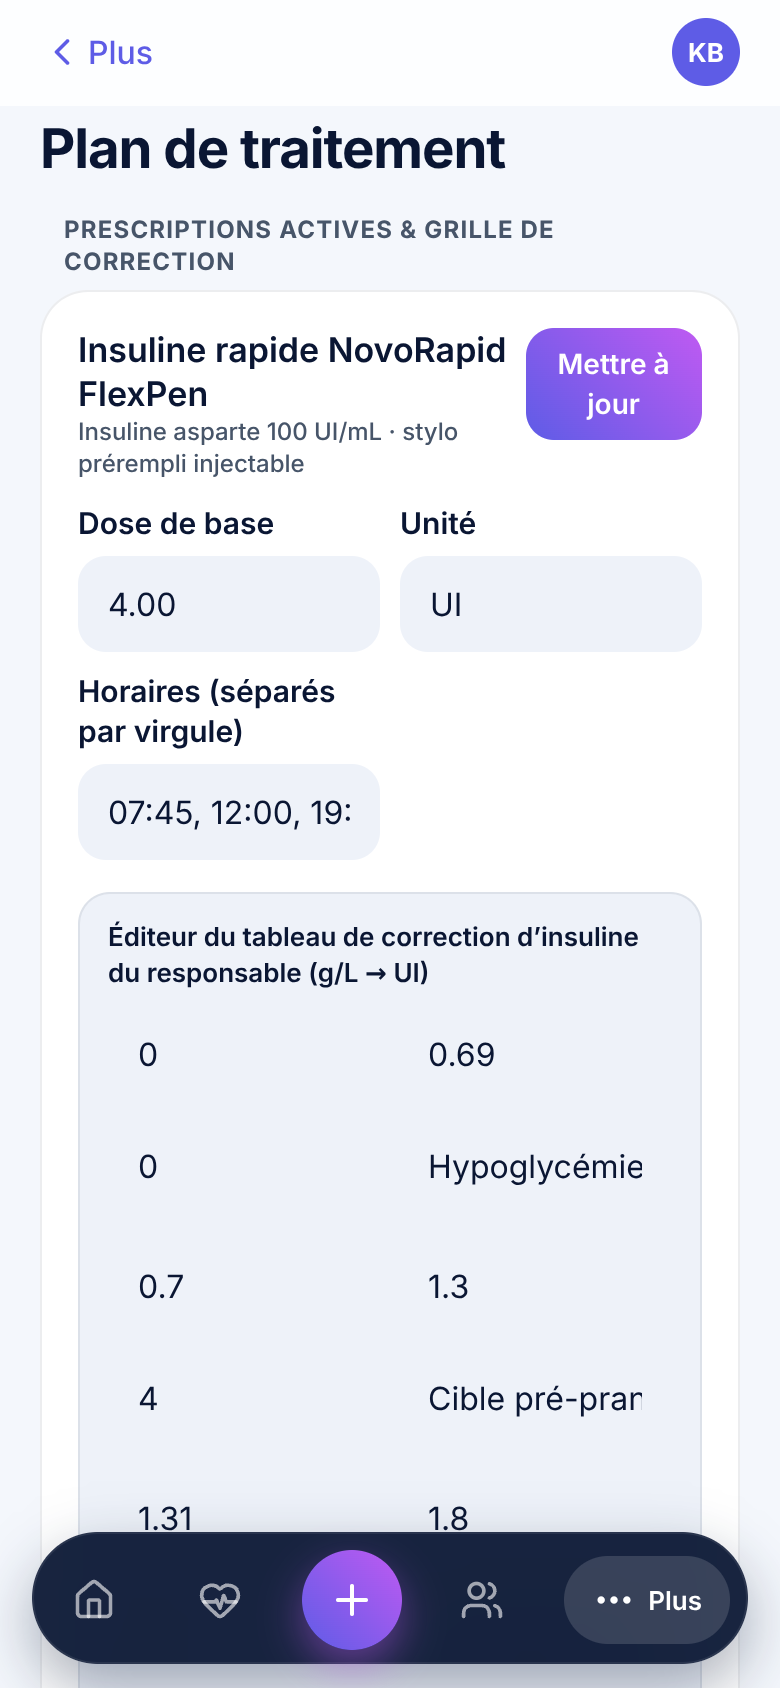 Plus
KB
Plan de traitement
PRESCRIPTIONS ACTIVES & GRILLE DE
CORRECTION
Insuline rapide NovoRapid
FlexPen
Mettre à
jour
Insuline asparte 100 UI/mL · stylo
prérempli injectable
Dose de base
Unité
4.00
UI
Horaires (séparés
par virgule)
07:45, 12:00, 19:
Éditeur du tableau de correction d’insuline
du responsable (g/L → UI)
0
0.69
0
Hypoglycémie
0.7
1.3
4
Cible pré-pran
1.31
1.8
Plus